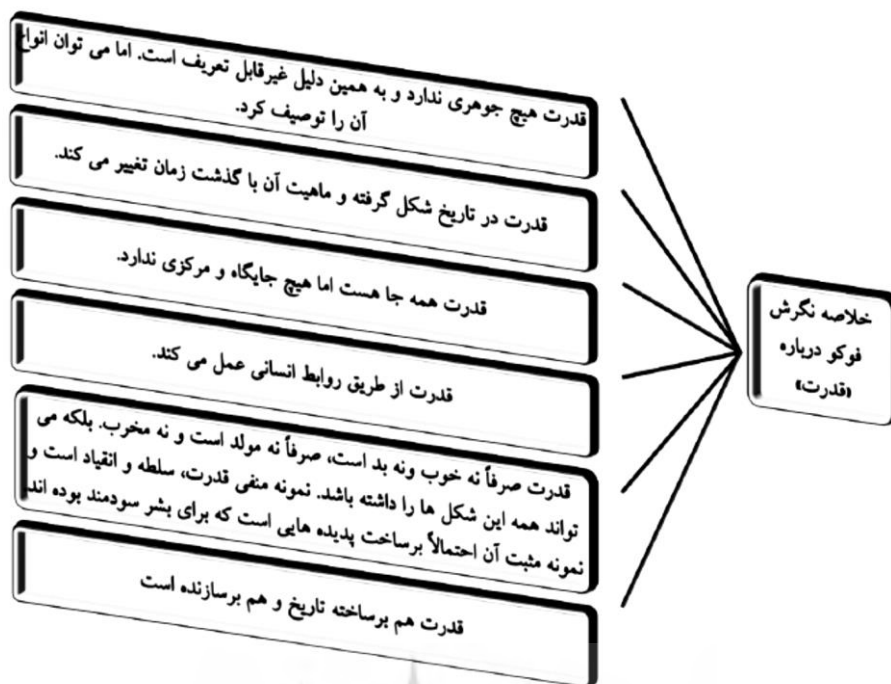 خلاصه نگرش
فوکو درباره
«قدرت»
قدرت هیچ جوهری ندارد و به همین دلیل غیرقابل تعریف است. اما می توان انواع
آن را توصیف کرد.
قدرت در تاریخ شکل گرفته و ماهیت آن با گذشت زمان تغییر می کند.
قدرت همه جا هست اما هیچ جایگاه و مرکزی ندارد.
قدرت از طریق روابط انسانی عمل می کند.
قدرت صرفاً نه خوب ونه بد است، صرفاً نه مولد است و نه مخرب. بلکه می
تواند همه این شکل ها را داشته باشد. نمونه منفی قدرت، سلطه و انقیاد است و
نمونه مثبت آن احتمالاً برساخت پدیده هایی است که برای بشر سودمند بوده اند.
قدرت هم برساخته تاریخ و هم برسازنده است